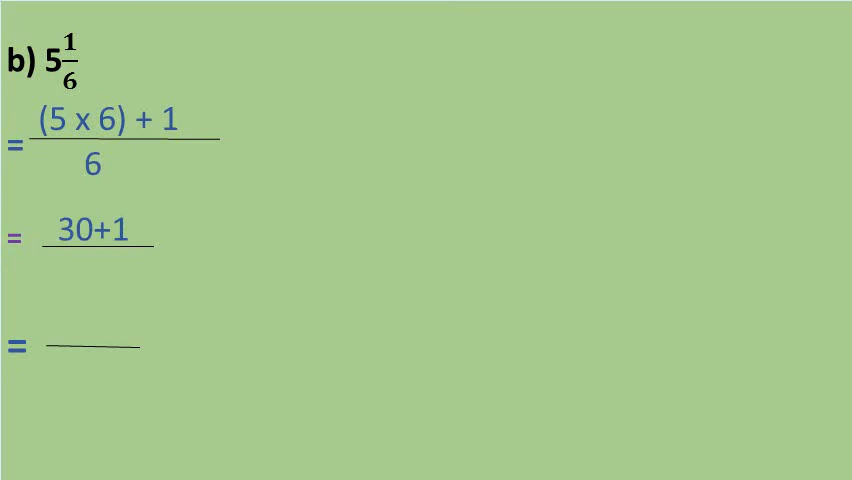 b) 5 1/6
= (5 x 6) + 1
6
= 30+1
=